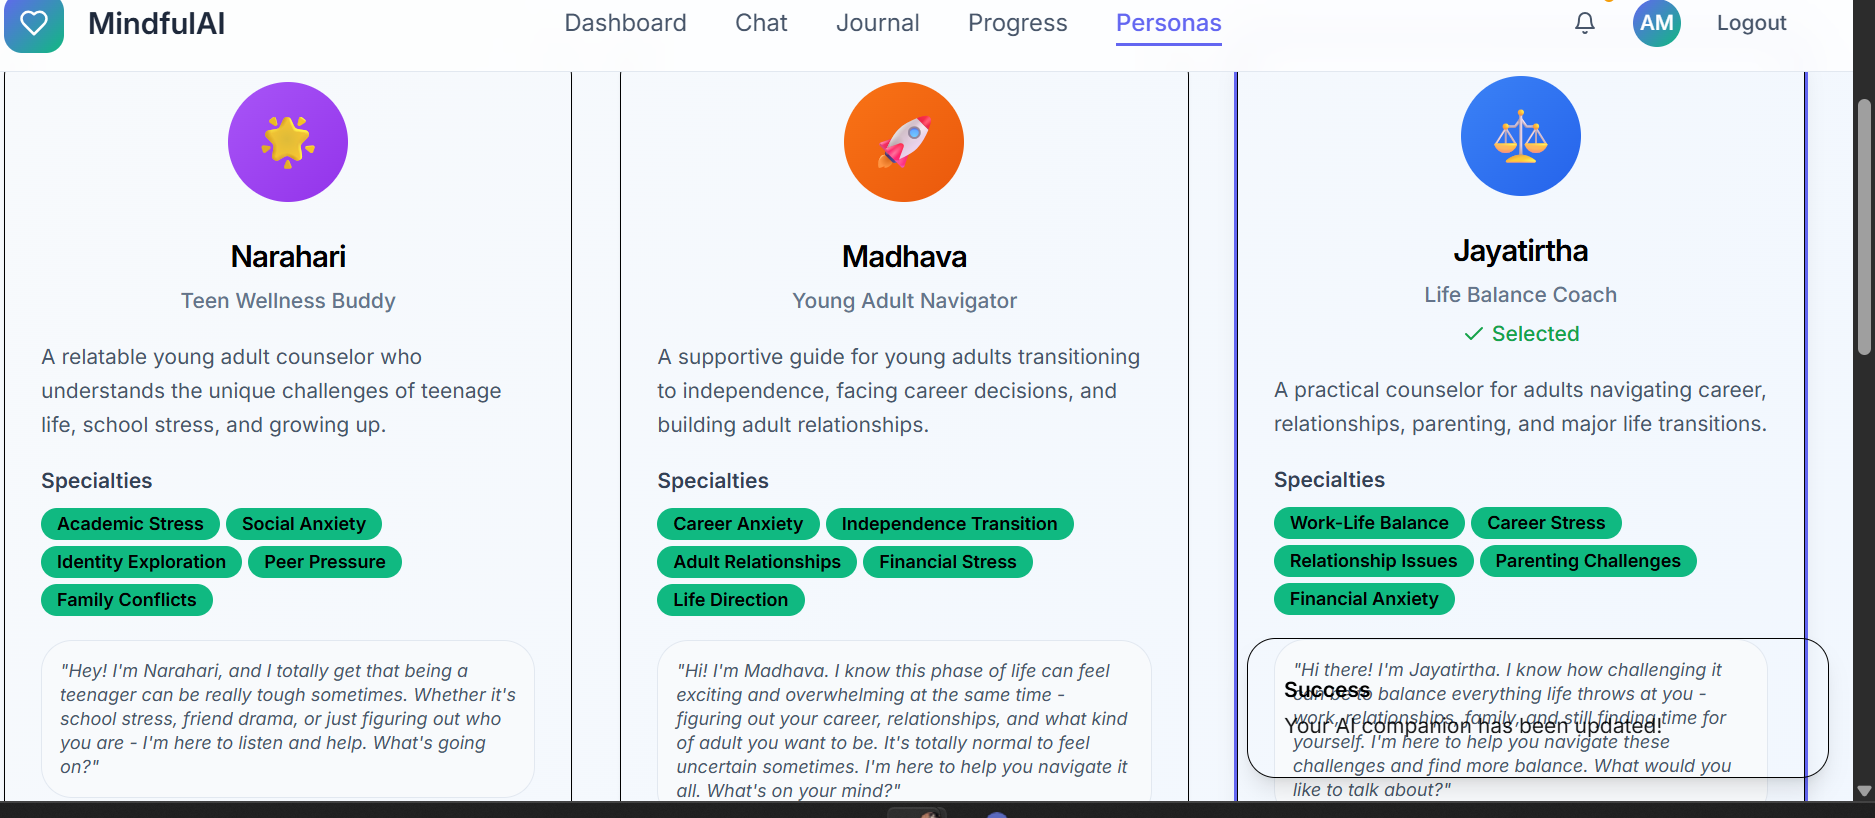 MindfulAI
Dashboard
Chat
Journal
Progress
Personas
AM
Logout
Narahari
Teen Wellness Buddy
A relatable young adult counselor who
understands the unique challenges of teenage
life, school stress, and growing up.
Specialties
Academic Stress
Social Anxiety
Identity Exploration
Peer Pressure
Family Conflicts
"Hey! I'm Narahari, and I totally get that being a
teenager can be really tough sometimes. Whether it's
school stress, friend drama, or just figuring out who
you are - I'm here to listen and help. What's going
on?"
Madhava
Young Adult Navigator
A supportive guide for young adults transitioning
to independence, facing career decisions, and
building adult relationships.
Specialties
Career Anxiety
Independence Transition
Adult Relationships
Financial Stress
Life Direction
"Hi! I'm Madhava. I know this phase of life can feel
exciting and overwhelming at the same time -
figuring out your career, relationships, and what kind
of adult you want to be. It's totally normal to feel
uncertain sometimes. I'm here to help you navigate it
all. What's on your mind?"
Jayatirtha
Life Balance Coach
Selected
A practical counselor for adults navigating career,
relationships, parenting, and major life transitions.
Specialties
Work-Life Balance
Career Stress
Relationship Issues
Parenting Challenges
Financial Anxiety
"Hi there! I'm Jayatirtha. I know how challenging it
can be to balance everything life throws at you -
work, relationships, family, and still finding time for
yourself. I'm here to help you navigate these
challenges and find more balance. What would you
like to talk about?"
Success
Your AI companion has been updated!